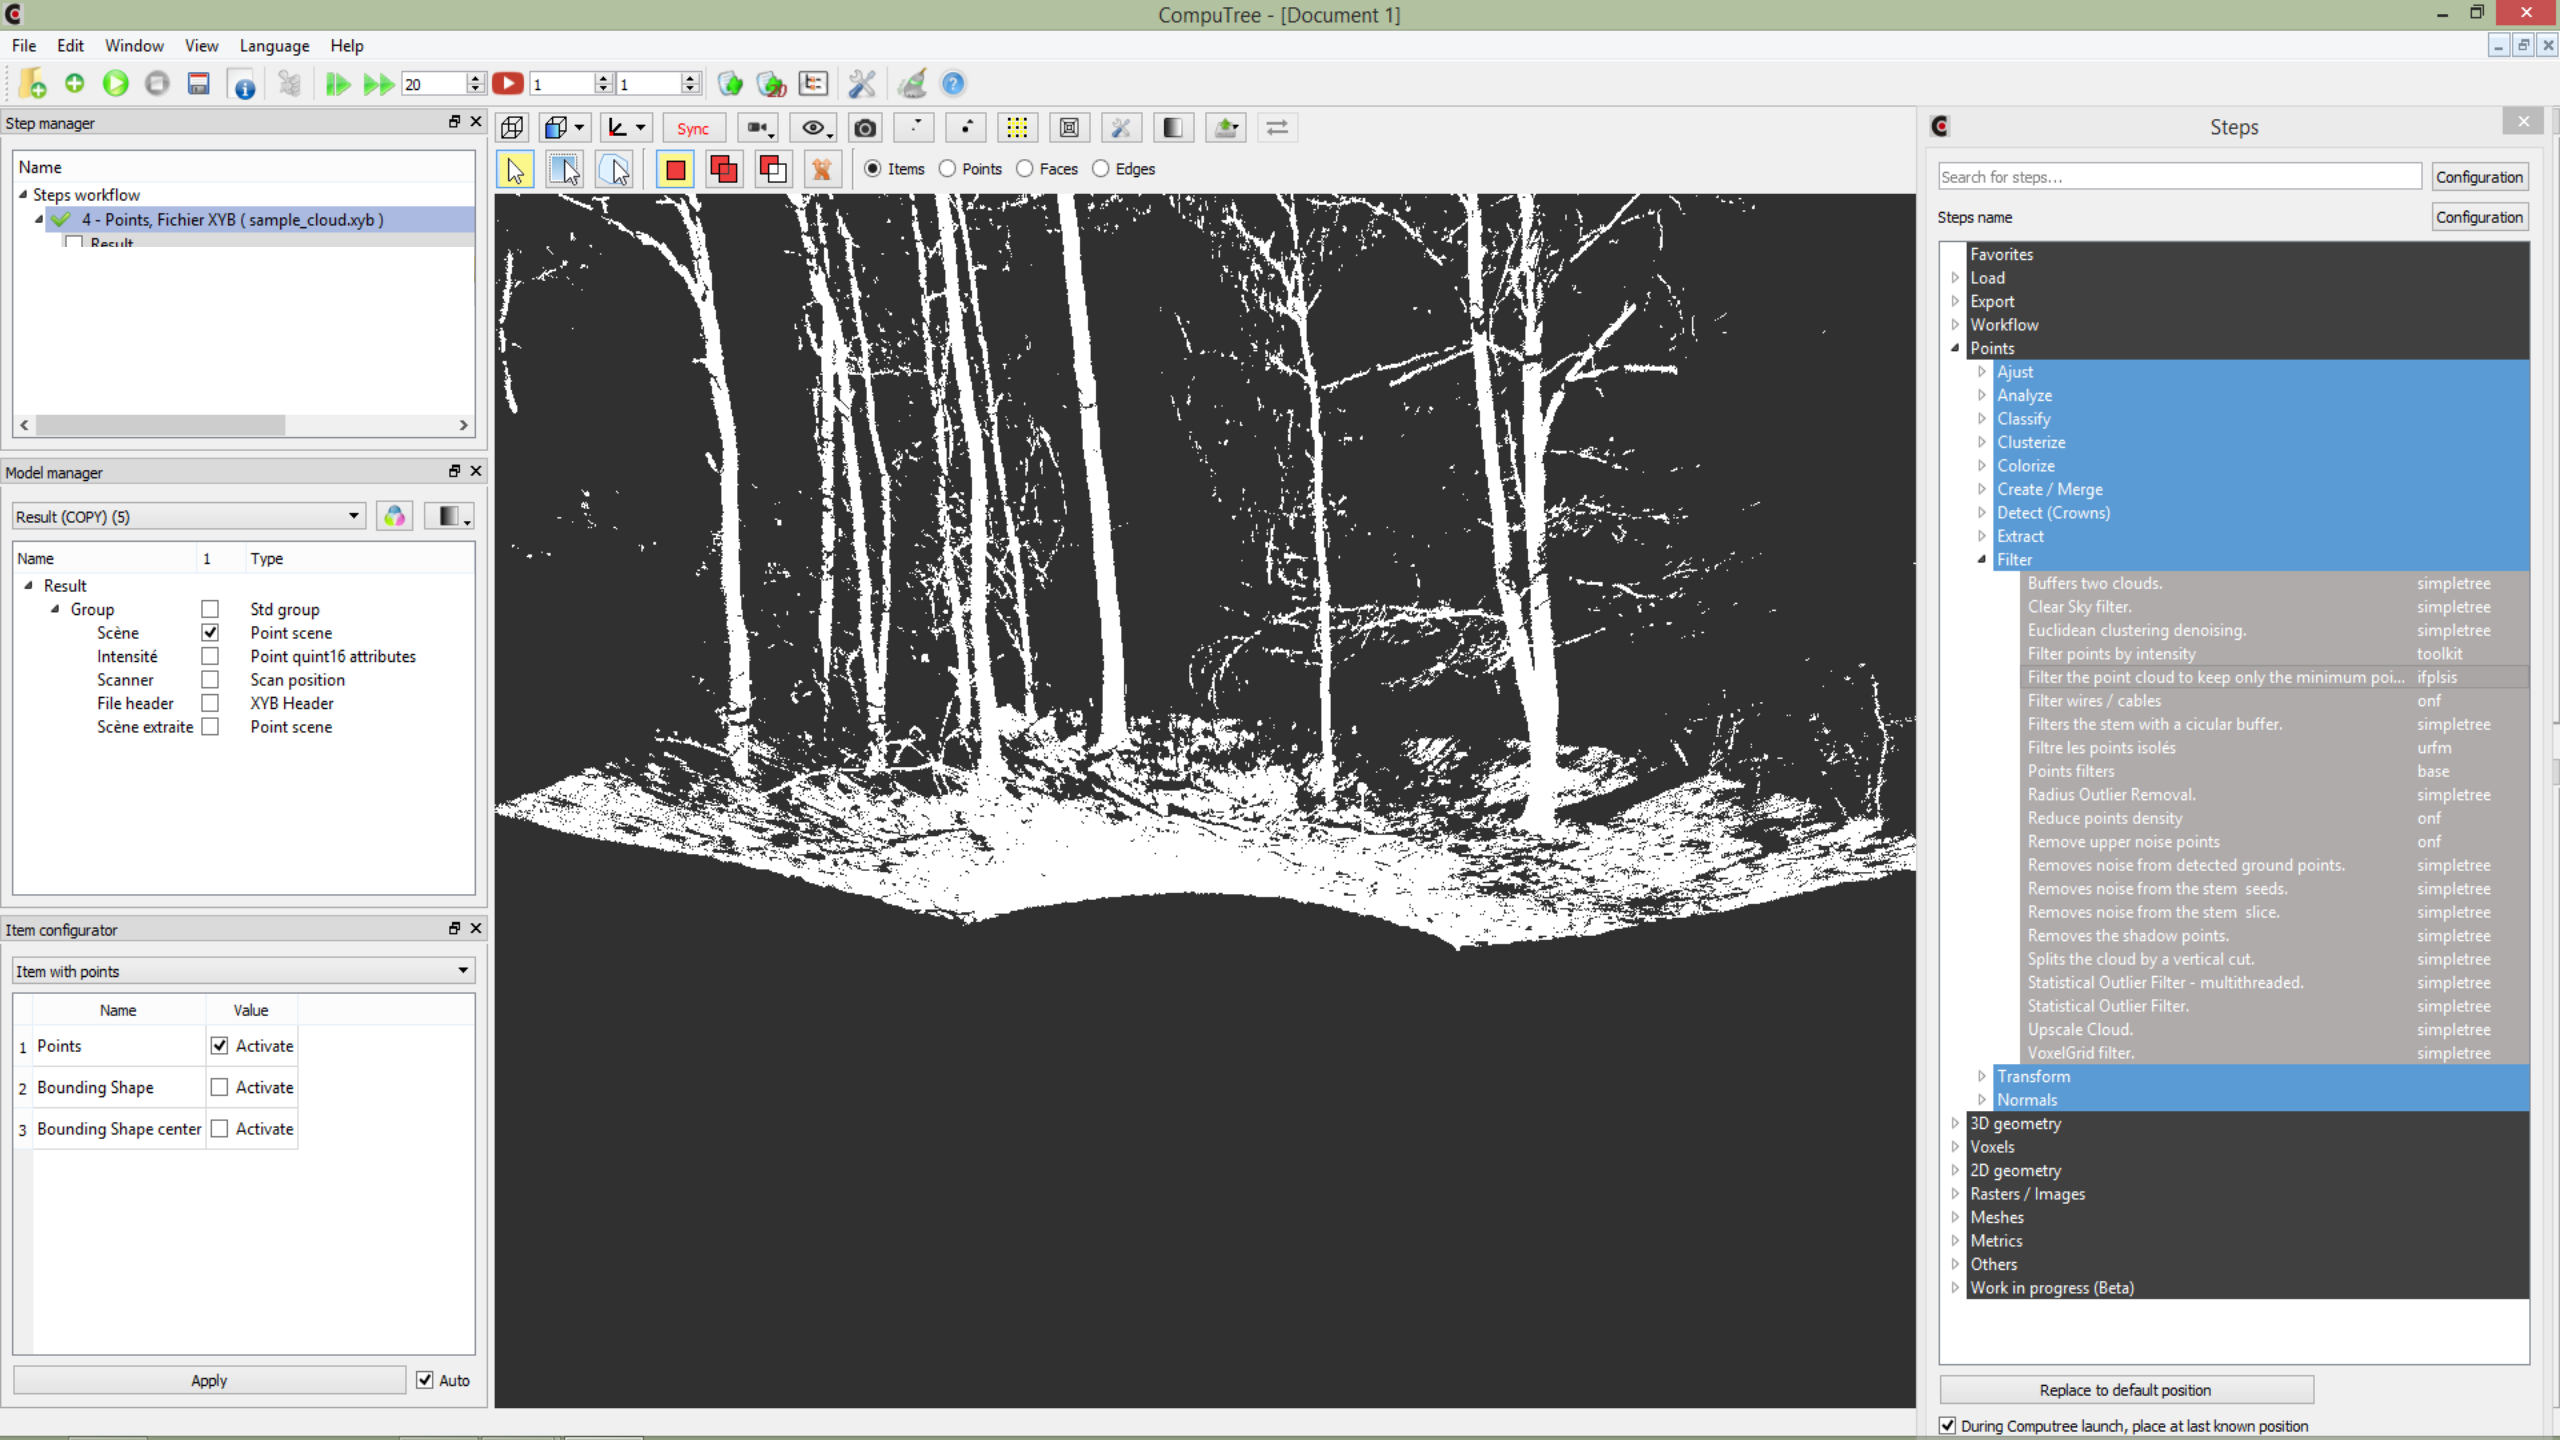 CompuTree - [Document 1]
File Edit Window View Language Help
20 1 1
Step manager
Name
Steps workflow
4 - Points, Fichier XYB ( sample_cloud.xyb )
Result
Model manager
Result (COPY) (5)
Name 1 Type
Result
Group Std group
Scène Point scene
Intensité Point quint16 attributes
Scanner Scan position
File header XYB Header
Scène extraite Point scene
Item configurator
Item with points
Name Value
1 Points Activate
2 Bounding Shape Activate
3 Bounding Shape center Activate
Apply Auto
Sync
Items Points Faces Edges
Steps
Search for steps... Configuration
Steps name Configuration
Favorites
Load
Export
Workflow
Points
Ajust
Analyze
Classify
Clusterize
Colorize
Create / Merge
Detect (Crowns)
Extract
Filter
Buffers two clouds. simpletree
Clear Sky filter. simpletree
Euclidean clustering denoising. simpletree
Filter points by intensity toolkit
Filter the point cloud to keep only the minimum poi... ifplsis
Filter wires / cables onf
Filters the stem with a cicular buffer. simpletree
Filtre les points isolés urfm
Points filters base
Radius Outlier Removal. simpletree
Reduce points density onf
Remove upper noise points onf
Removes noise from detected ground points. simpletree
Removes noise from the stem seeds. simpletree
Removes noise from the stem slice. simpletree
Removes the shadow points. simpletree
Splits the cloud by a vertical cut. simpletree
Statistical Outlier Filter - multithreaded. simpletree
Statistical Outlier Filter. simpletree
Upscale Cloud. simpletree
VoxelGrid filter. simpletree
Transform
Normals
3D geometry
Voxels
2D geometry
Rasters / Images
Meshes
Metrics
Others
Work in progress (Beta)
Replace to default position
During Computree launch, place at last known position